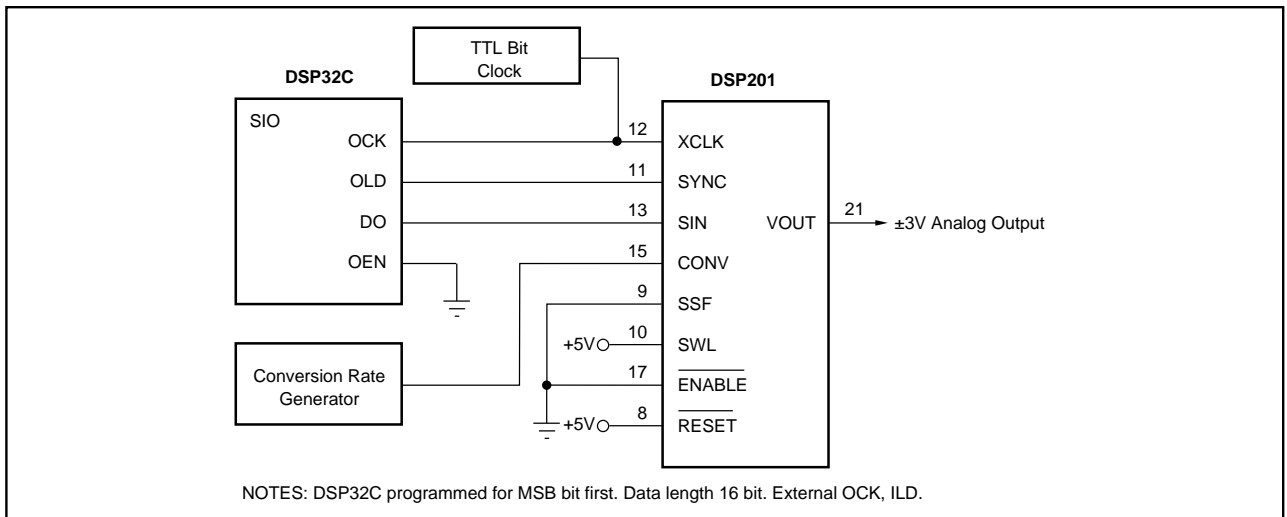 TTL Bit
Clock
DSP32C
DSP201
SIO
OCK
12
XCLK
OLD
11
SYNC
DO
13
SIN
VOUT
21
±3V Analog Output
OEN
15
CONV
9
SSF
+5V
10
SWL
Conversion Rate
Generator
17
ENABLE
+5V
8
RESET
NOTES: DSP32C programmed for MSB bit first. Data length 16 bit. External OCK, ILD.